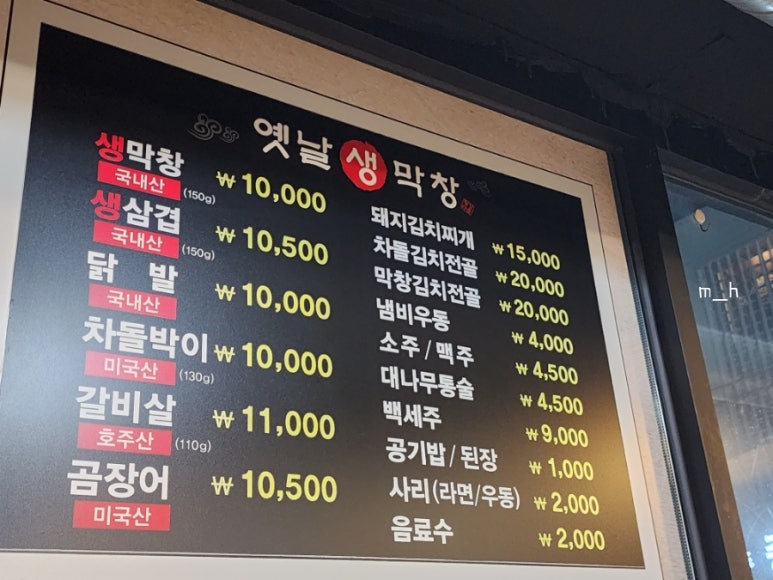 옛날 생 막창
생막창
국내산 (150g) ₩ 10,000
생삼겹
국내산 (150g) ₩ 10,500
닭 발
국내산 ₩ 10,000
차돌박이
미국산 (130g) ₩ 10,000
갈비살
호주산 (110g) ₩ 11,000
곰장어
미국산 ₩ 10,500
돼지김치찌개 ₩ 15,000
차돌김치전골 ₩ 20,000
막창김치전골 ₩ 20,000
냄비우동 ₩ 4,000
소주 / 맥주 ₩ 4,500
대나무통술 ₩ 4,500
백세주 ₩ 9,000
공기밥 / 된장 ₩ 1,000
사리 (라면/우동) ₩ 2,000
음료수 ₩ 2,000
m_h